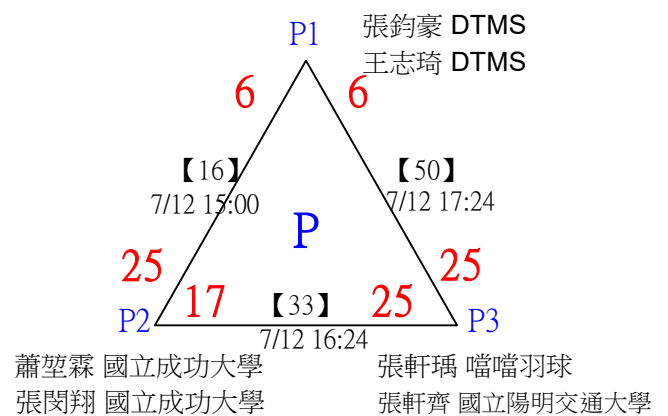 P1
張鈞豪 DTMS
王志琦 DTMS
6 6
【16】
7/12 15:00
【50】
7/12 17:24
P
25 25
17 25
【33】
7/12 16:24
P2
P3
蕭堃霖 國立成功大學
張閔翔 國立成功大學
張軒瑀 噹噹羽球
張軒齊 國立陽明交通大學